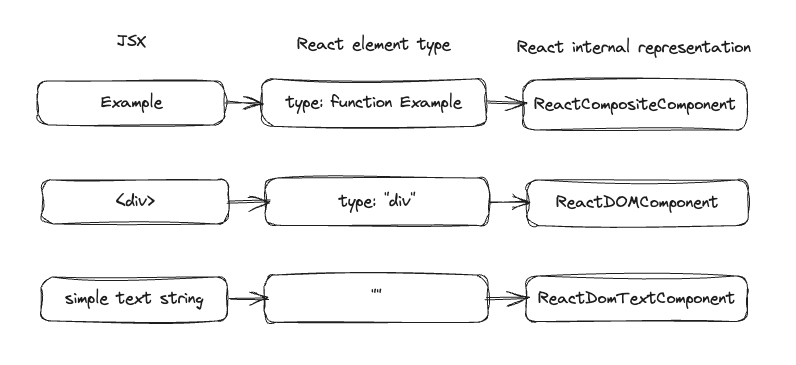 JSX
React element type
React internal representation
Example
type: function Example
ReactCompositeComponent
<div>
type: "div"
ReactDOMComponent
simple text string
""
ReactDomTextComponent